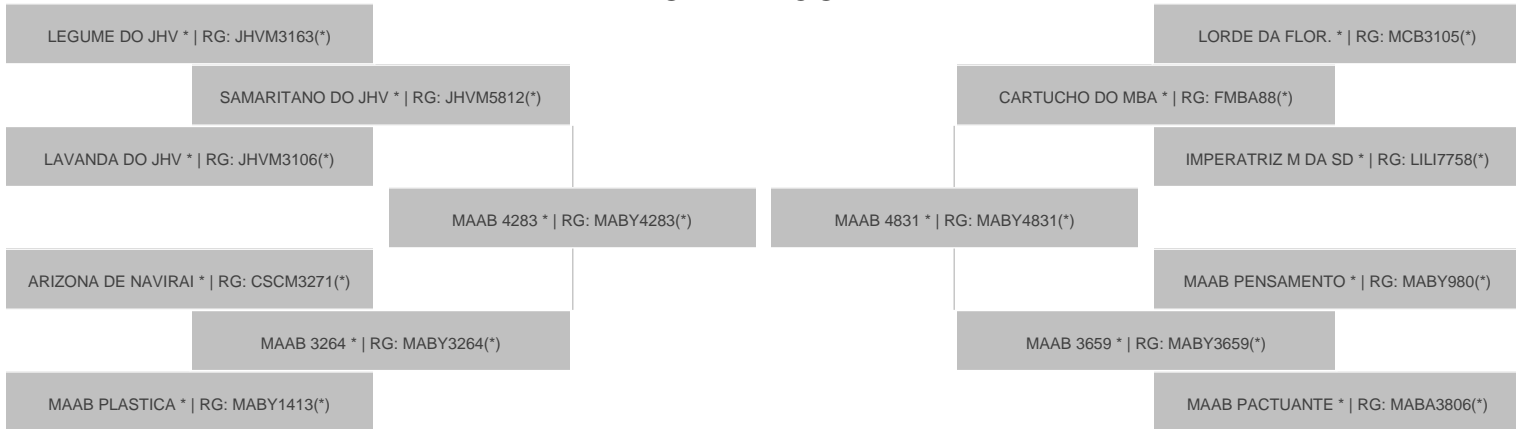 LEGUME DO JHV * | RG: JHVM3163(*)
LORDE DA FLOR. * | RG: MCB3105(*)
SAMARITANO DO JHV * | RG: JHVM5812(*)
CARTUCHO DO MBA * | RG: FMBA88(*)
LAVANDA DO JHV * | RG: JHVM3106(*)
IMPERATRIZ M DA SD * | RG: LILI7758(*)
MAAB 4283 * | RG: MABY4283(*)
MAAB 4831 * | RG: MABY4831(*)
ARIZONA DE NAVIRAI * | RG: CSCM3271(*)
MAAB PENSAMENTO * | RG: MABY980(*)
MAAB 3264 * | RG: MABY3264(*)
MAAB 3659 * | RG: MABY3659(*)
MAAB PLASTICA * | RG: MABY1413(*)
MAAB PACTUANTE * | RG: MABA3806(*)